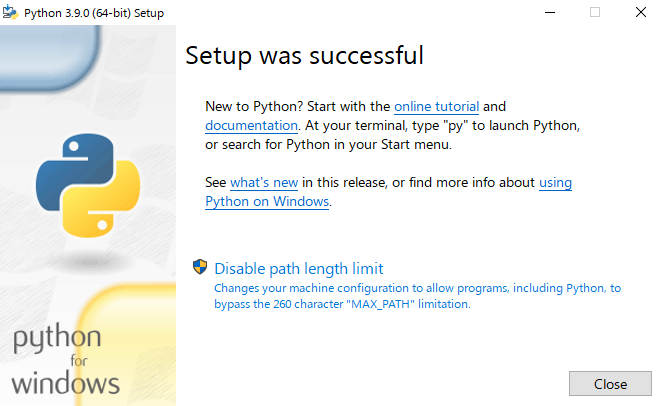 Python 3.9.0 (64-bit) Setup
Setup was successful
New to Python? Start with the online tutorial and
documentation. At your terminal, type "py" to launch Python,
or search for Python in your Start menu.
See what's new in this release, or find more info about using
Python on Windows.
Disable path length limit
Changes your machine configuration to allow programs, including Python, to
bypass the 260 character "MAX_PATH" limitation.
python
for
windows
Close